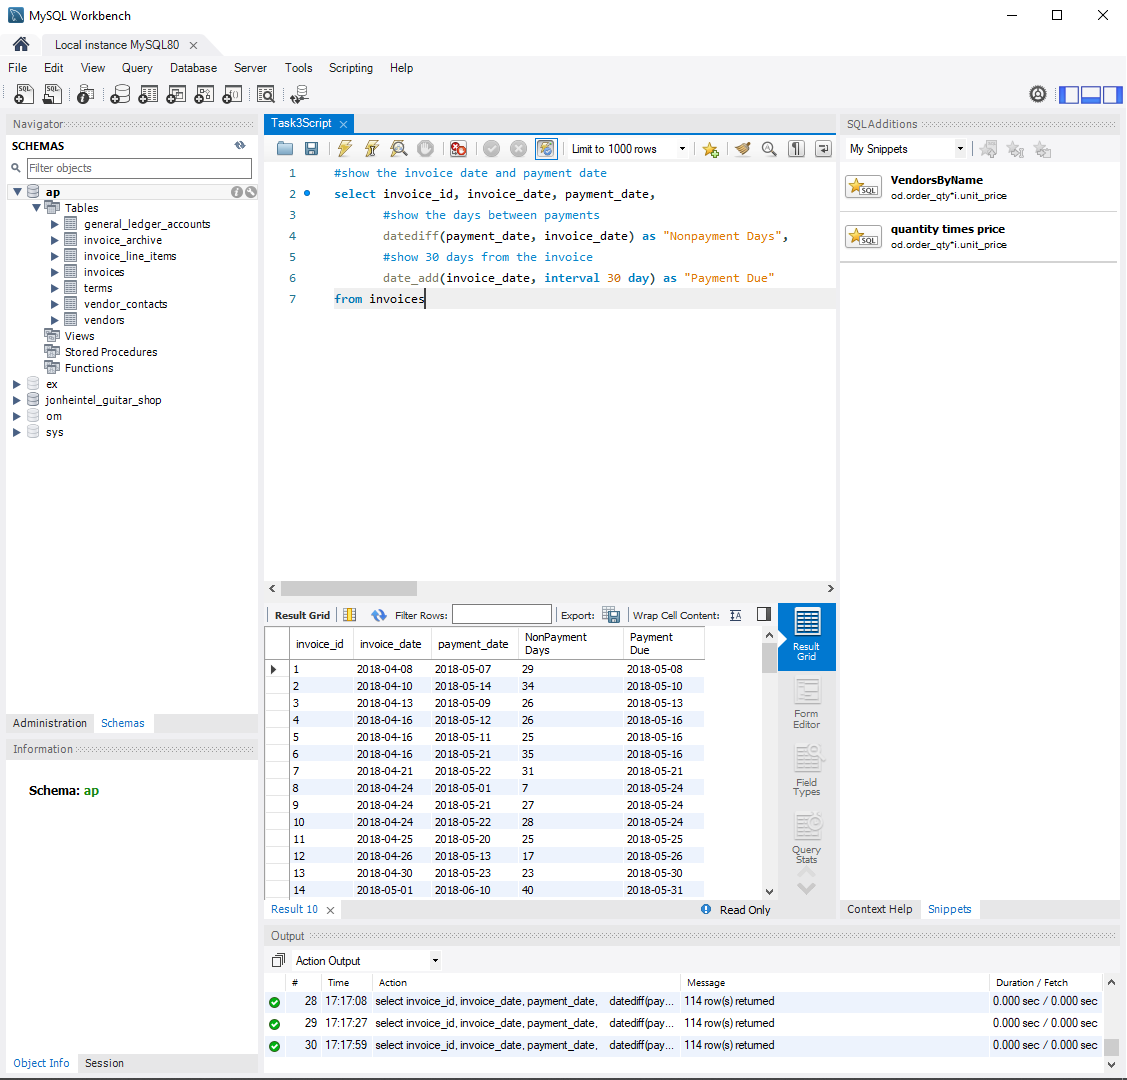 MySQL Workbench
Local instance MySQL80
File Edit View Query Database Server Tools Scripting Help
Navigator
SCHEMAS
Filter objects
ap
Tables
general_ledger_accounts
invoice_archive
invoice_line_items
invoices
terms
vendor_contacts
vendors
Views
Stored Procedures
Functions
ex
jonheintel_guitar_shop
om
sys
Administration Schemas
Information
Schema: ap
Object Info Session
Task3Script
Limit to 1000 rows
1 #show the invoice date and payment date
2 select invoice_id, invoice_date, payment_date,
3 #show the days between payments
4 datediff(payment_date, invoice_date) as "Nonpayment Days",
5 #show 30 days from the invoice
6 date_add(invoice_date, interval 30 day) as "Payment Due"
7 from invoices
Result Grid Filter Rows: Export: Wrap Cell Content:
invoice_id invoice_date payment_date NonPayment Days Payment Due
1 2018-04-08 2018-05-07 29 2018-05-08
2 2018-04-10 2018-05-14 34 2018-05-10
3 2018-04-13 2018-05-09 26 2018-05-13
4 2018-04-16 2018-05-12 26 2018-05-16
5 2018-04-16 2018-05-11 25 2018-05-16
6 2018-04-16 2018-05-21 35 2018-05-16
7 2018-04-21 2018-05-22 31 2018-05-21
8 2018-04-24 2018-05-01 7 2018-05-24
9 2018-04-24 2018-05-21 27 2018-05-24
10 2018-04-24 2018-05-22 28 2018-05-24
11 2018-04-25 2018-05-20 25 2018-05-25
12 2018-04-26 2018-05-13 17 2018-05-26
13 2018-04-30 2018-05-23 23 2018-05-30
14 2018-05-01 2018-06-10 40 2018-05-31
Result Grid
Form Editor
Field Types
Query Stats
Result 10
Read Only
SQLAdditions
My Snippets
SQL VendorsByName
od.order_qty*i.unit_price
SQL quantity times price
od.order_qty*i.unit_price
Context Help Snippets
Output
Action Output
# Time Action Message Duration / Fetch
28 17:17:08 select invoice_id, invoice_date, payment_date, datediff(pay... 114 row(s) returned 0.000 sec / 0.000 sec
29 17:17:27 select invoice_id, invoice_date, payment_date, datediff(pay... 114 row(s) returned 0.000 sec / 0.000 sec
30 17:17:59 select invoice_id, invoice_date, payment_date, datediff(pay... 114 row(s) returned 0.000 sec / 0.000 sec